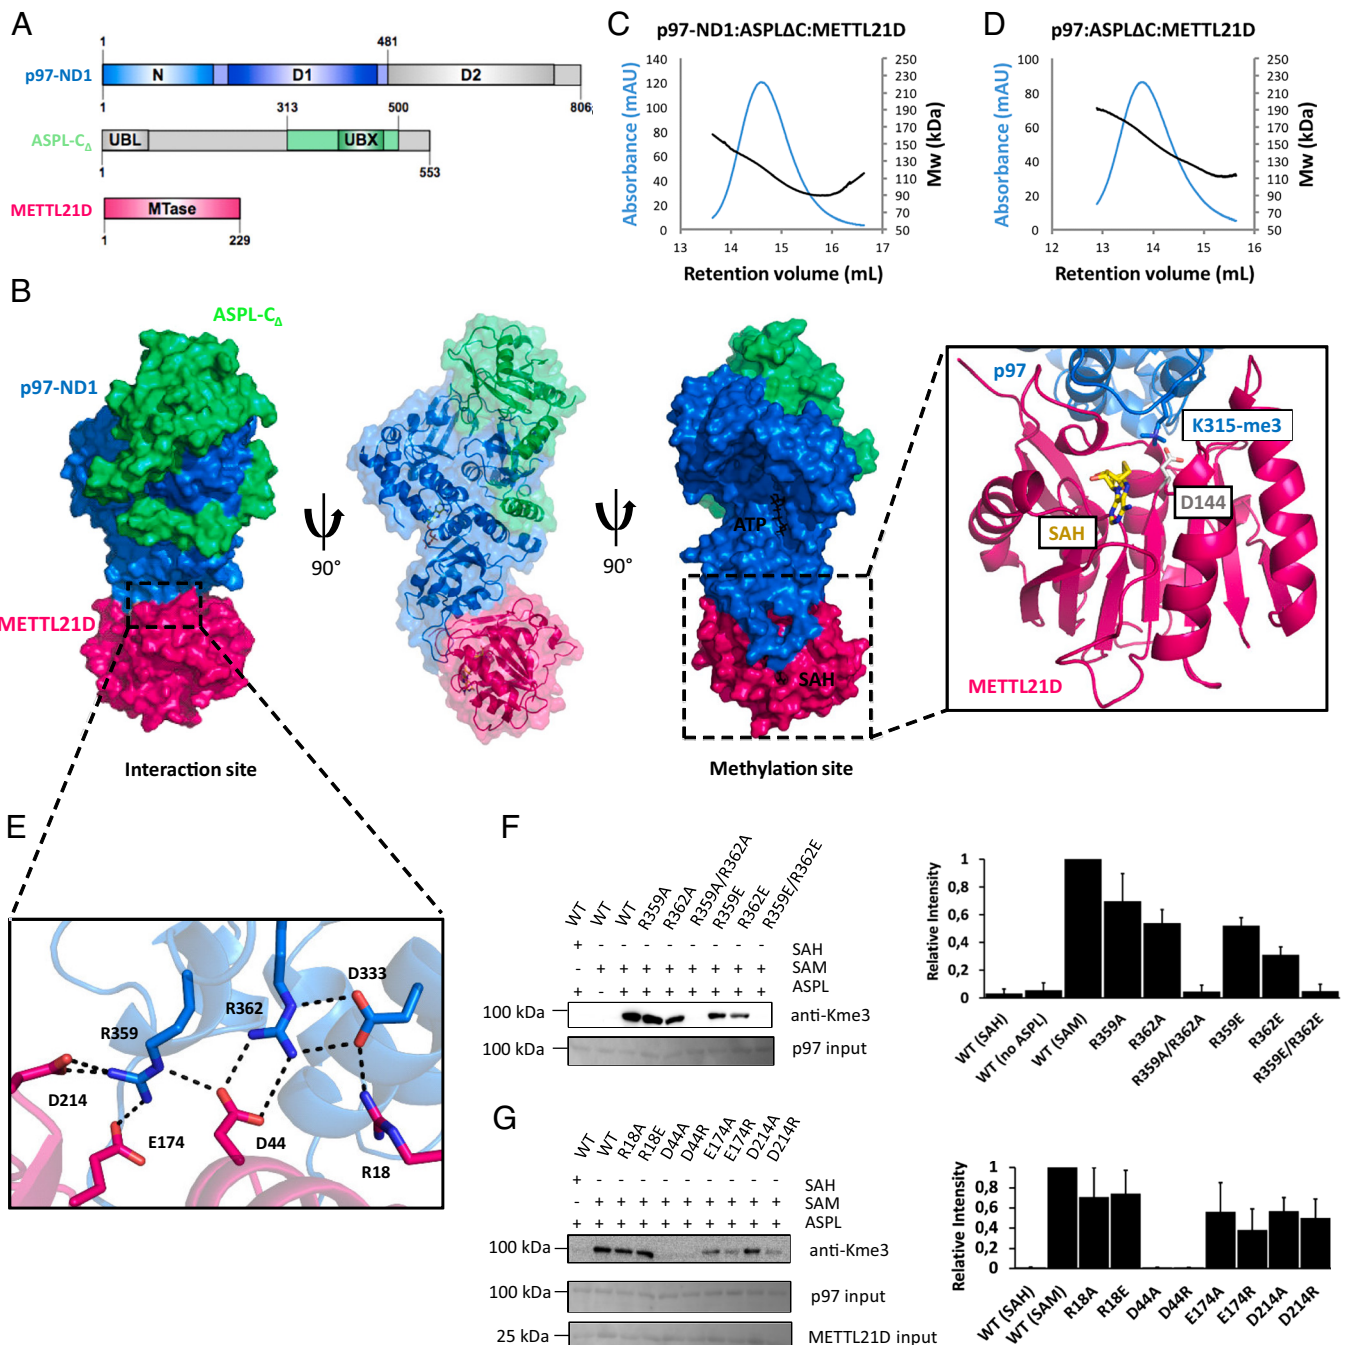 A
1
481
p97-ND1
N
D1
D2
1
313
500
806
ASPL-CΔ
UBL
UBX
1
553
METTL21D
MTase
1
229
C
p97-ND1:ASPLΔC:METTL21D
Absorbance (mAU)
140
120
100
80
60
40
20
0
250
230
210
190
170
150
130
110
90
70
50
Mw (kDa)
13
14
15
16
17
Retention volume (mL)
D
p97:ASPLΔC:METTL21D
Absorbance (mAU)
100
80
60
40
20
0
250
230
210
190
170
150
130
110
90
70
50
Mw (kDa)
12
13
14
15
16
Retention volume (mL)
B
ASPL-CΔ
p97-ND1
METTL21D
90°
90°
ATP
SAH
Interaction site
Methylation site
p97
K315-me3
D144
SAH
METTL21D
E
D333
R362
R359
D214
E174
D44
R18
F
WT
WT
WT
R359A
R362A
R359A/R362A
R359E
R362E
R359E/R362E
+ - - - - - - - - SAH
- + + + + + + + + SAM
+ - + + + + + + + ASPL
100 kDa
anti-Kme3
100 kDa
p97 input
Relative Intensity
1
0,8
0,6
0,4
0,2
0
WT (SAH)
WT (no ASPL)
WT (SAM)
R359A
R362A
R359A/R362A
R359E
R362E
R359E/R362E
G
WT
WT
R18A
R18E
D44A
D44R
E174A
E174R
D214A
D214R
+ - - - - - - - - - SAH
- + + + + + + + + + SAM
+ + + + + + + + + + ASPL
100 kDa
anti-Kme3
100 kDa
p97 input
25 kDa
METTL21D input
Relative Intensity
1
0,8
0,6
0,4
0,2
0
WT (SAH)
WT (SAM)
R18A
R18E
D44A
D44R
E174A
E174R
D214A
D214R